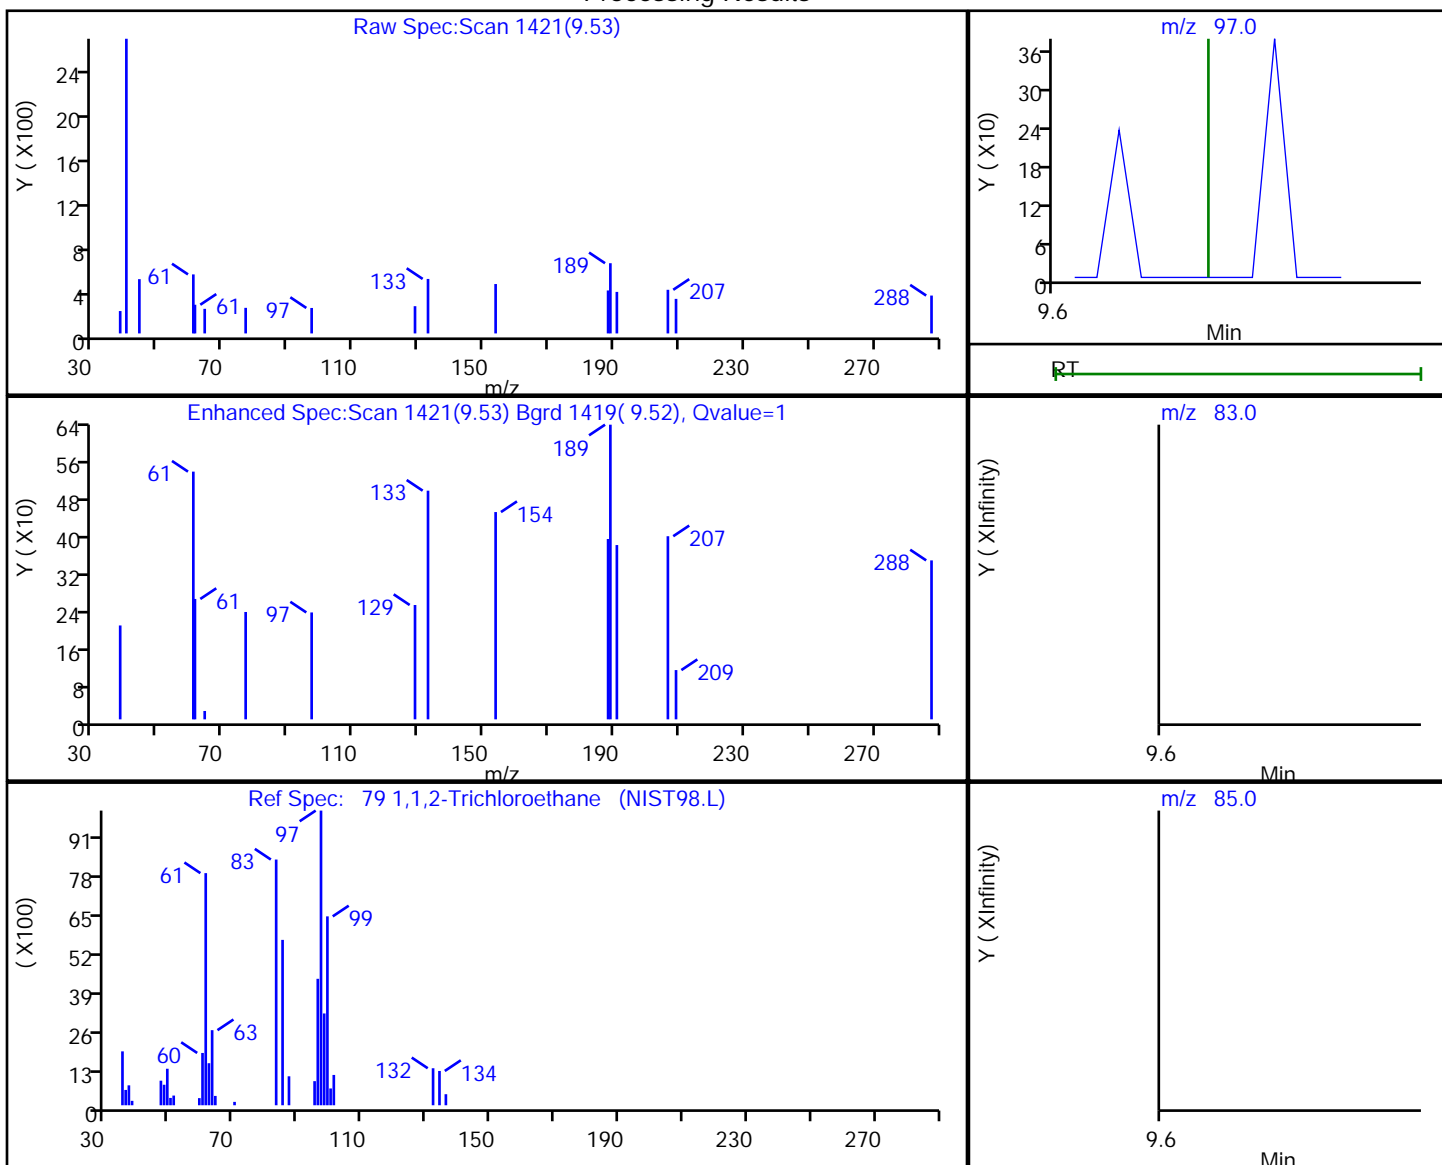 Processing Results
Raw Spec:Scan 1421(9.53)
Y ( X100)
24
20
16
12
8
4
0
61
61
97
133
189
207
288
30 70 110 150 190 230 270
m/z
m/z 97.0
Y ( X10)
36
30
24
18
12
6
0
9.6
Min
RT
Enhanced Spec:Scan 1421(9.53) Bgrd 1419( 9.52), Qvalue=1
Y ( X10)
64
56
48
40
32
24
16
8
0
61
61
97
129
133
154
189
207
209
288
30 70 110 150 190 230 270
m/z
m/z 83.0
Y ( XInfinity)
9.6
Min
Ref Spec: 79 1,1,2-Trichloroethane (NIST98.L)
( X100)
91
78
65
52
39
26
13
0
60
61
63
83
97
99
132
134
30 70 110 150 190 230 270
m/z 85.0
Y ( XInfinity)
9.6
Min